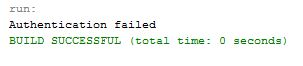 run:
Authentication failed
BUILD SUCCESSFUL (total time: 0 seconds)